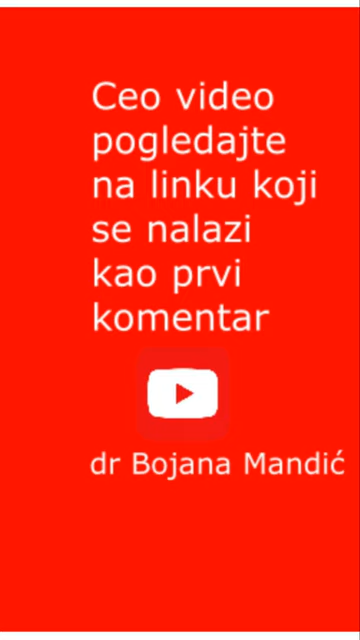 Ceo video
pogledajte
na linku koji
se nalazi
kao prvi
komentar
dr Bojana Mandić